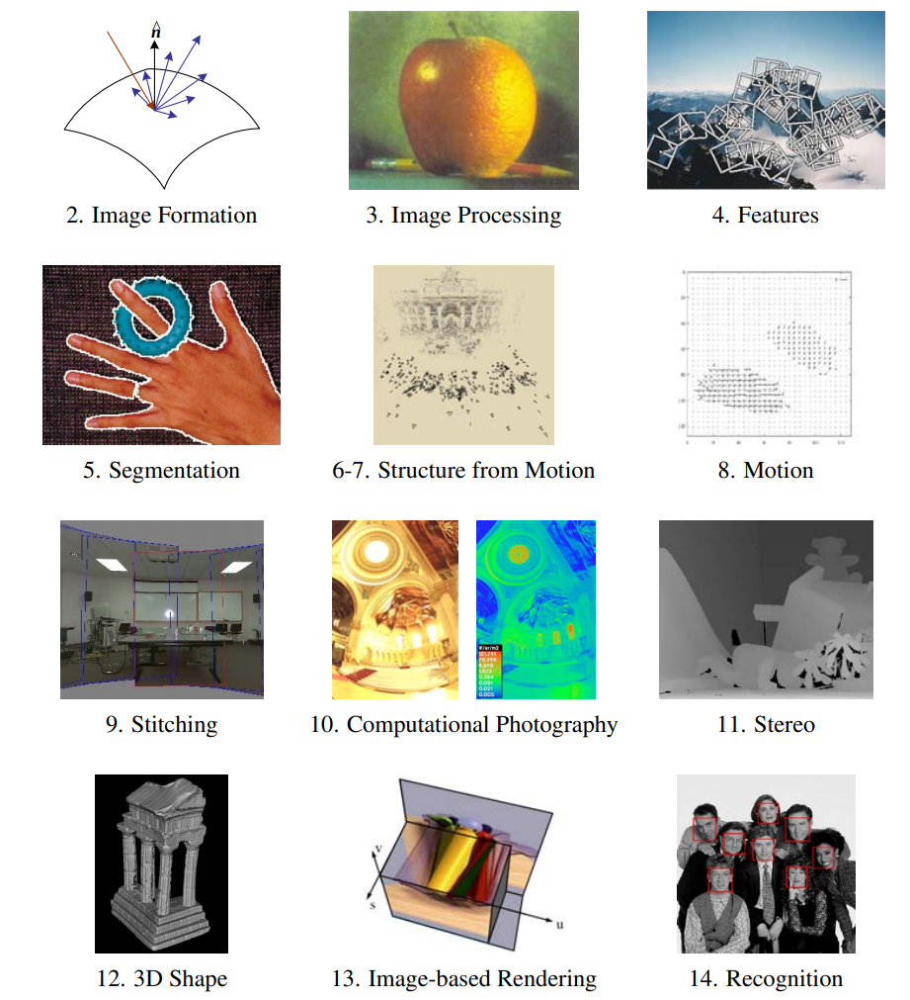 n̂
2. Image Formation
3. Image Processing
4. Features
5. Segmentation
6-7. Structure from Motion
8. Motion
9. Stitching
10. Computational Photography
11. Stereo
v
s
u
12. 3D Shape
13. Image-based Rendering
14. Recognition